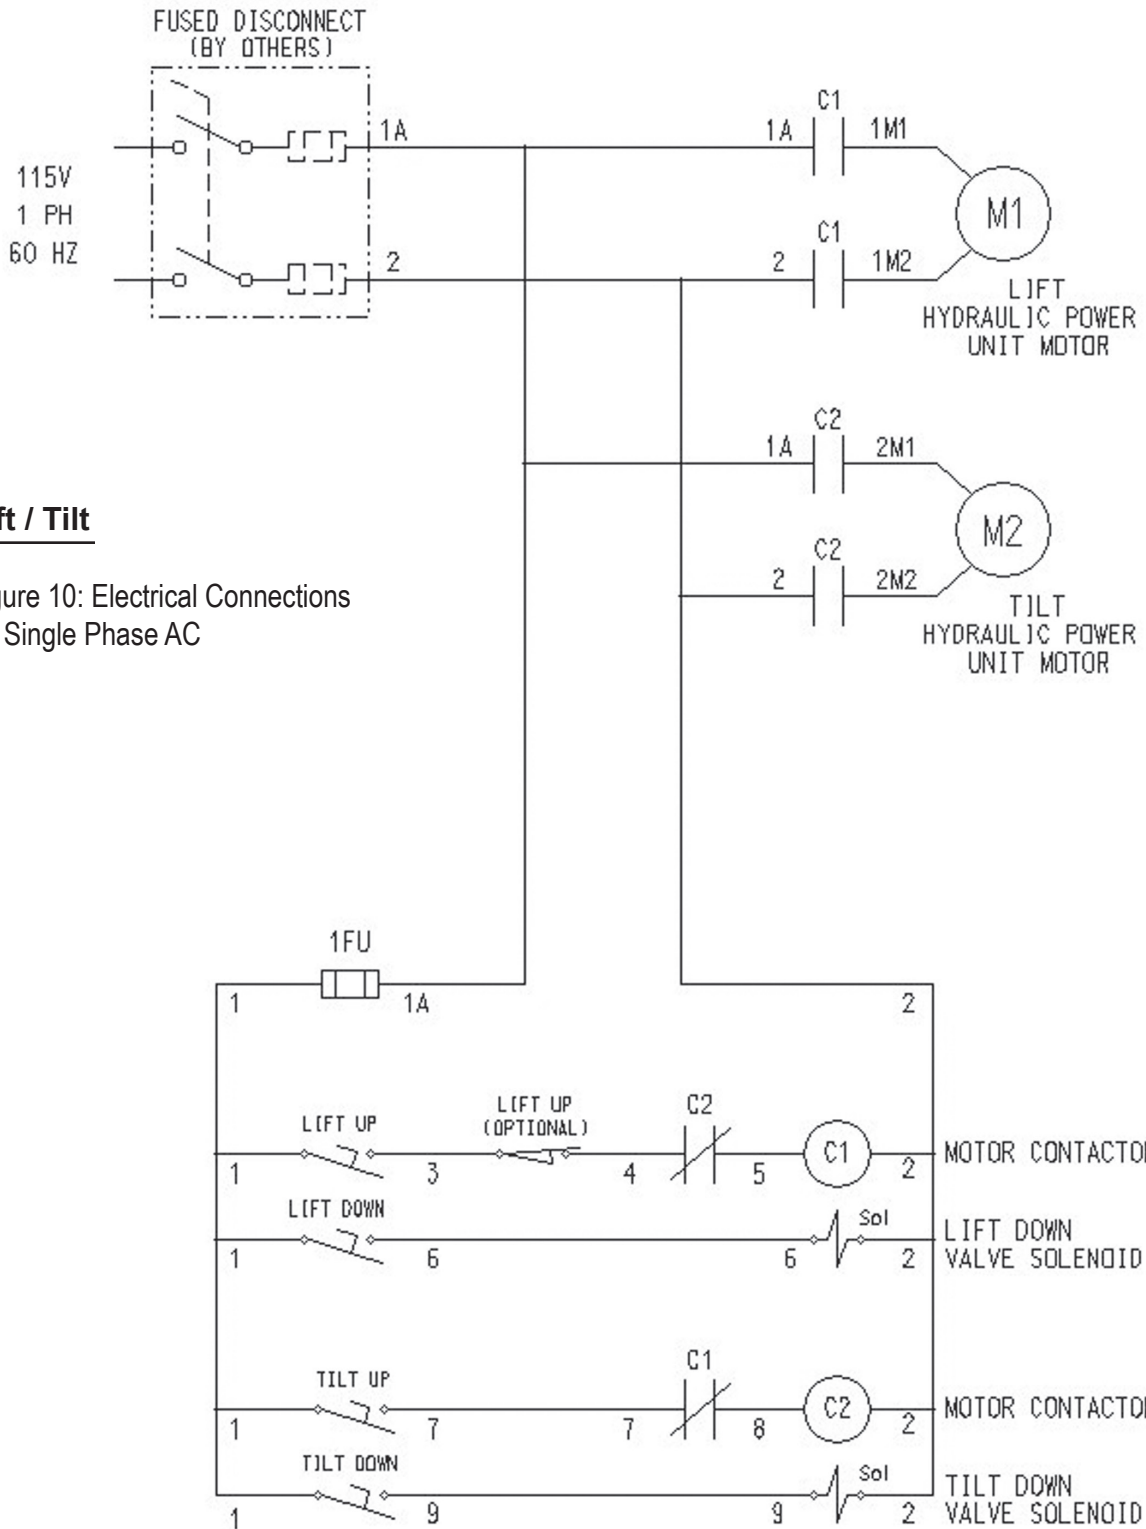 FUSED DISCONNECT
(BY OTHERS)
115V
1 PH
60 HZ
1A
1A
C1
1M1
2
2
C1
1M2
M1
LIFT
HYDRAULIC POWER
UNIT MOTOR
1A
C2
2M1
2
C2
2M2
M2
TILT
HYDRAULIC POWER
UNIT MOTOR
ft / Tilt
gure 10: Electrical Connections
Single Phase AC
1FU
1
1A
2
LIFT UP
LIFT UP
(OPTIONAL)
C2
1
3
4
5
C1
2
MOTOR CONTACTO
LIFT DOWN
1
6
6
Sol
2
LIFT DOWN
VALVE SOLENOID
TILT UP
C1
1
7
7
8
C2
2
MOTOR CONTACTO
TILT DOWN
1
9
9
Sol
2
TILT DOWN
VALVE SOLENOID